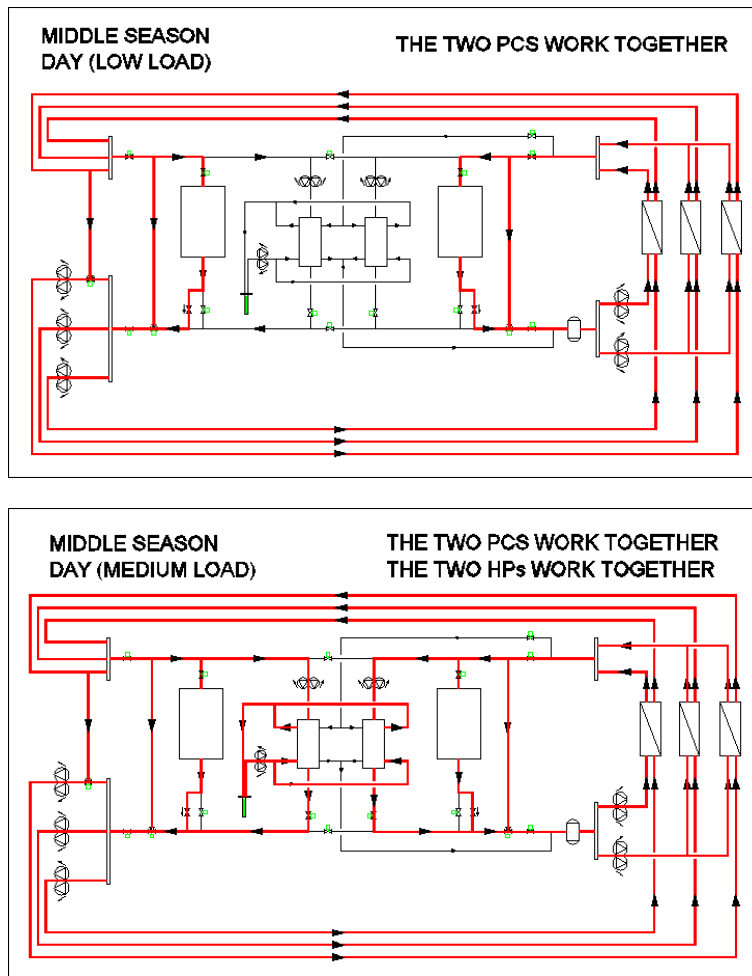 MIDDLE SEASON
DAY (LOW LOAD)
THE TWO PCS WORK TOGETHER
MIDDLE SEASON
DAY (MEDIUM LOAD)
THE TWO PCS WORK TOGETHER
THE TWO HPs WORK TOGETHER